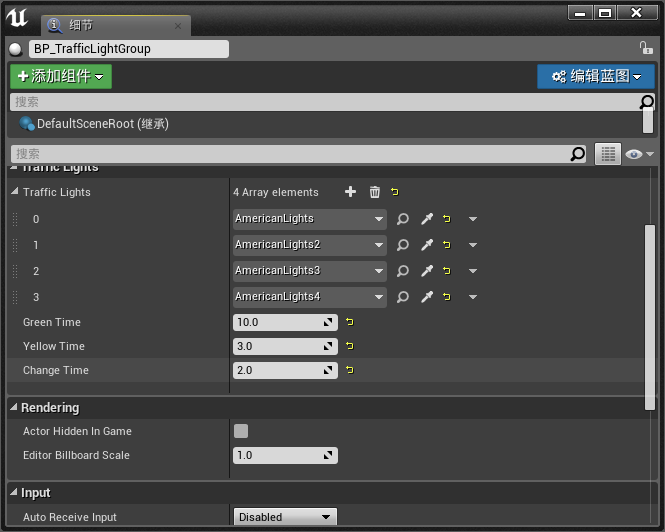 细节
BP_TrafficLightGroup
添加组件
编辑蓝图
搜索
DefaultSceneRoot (继承)
搜索
Traffic Lights
Traffic Lights 4 Array elements
0 AmericanLights
1 AmericanLights2
2 AmericanLights3
3 AmericanLights4
Green Time 10.0
Yellow Time 3.0
Change Time 2.0
Rendering
Actor Hidden In Game
Editor Billboard Scale 1.0
Input
Auto Receive Input Disabled